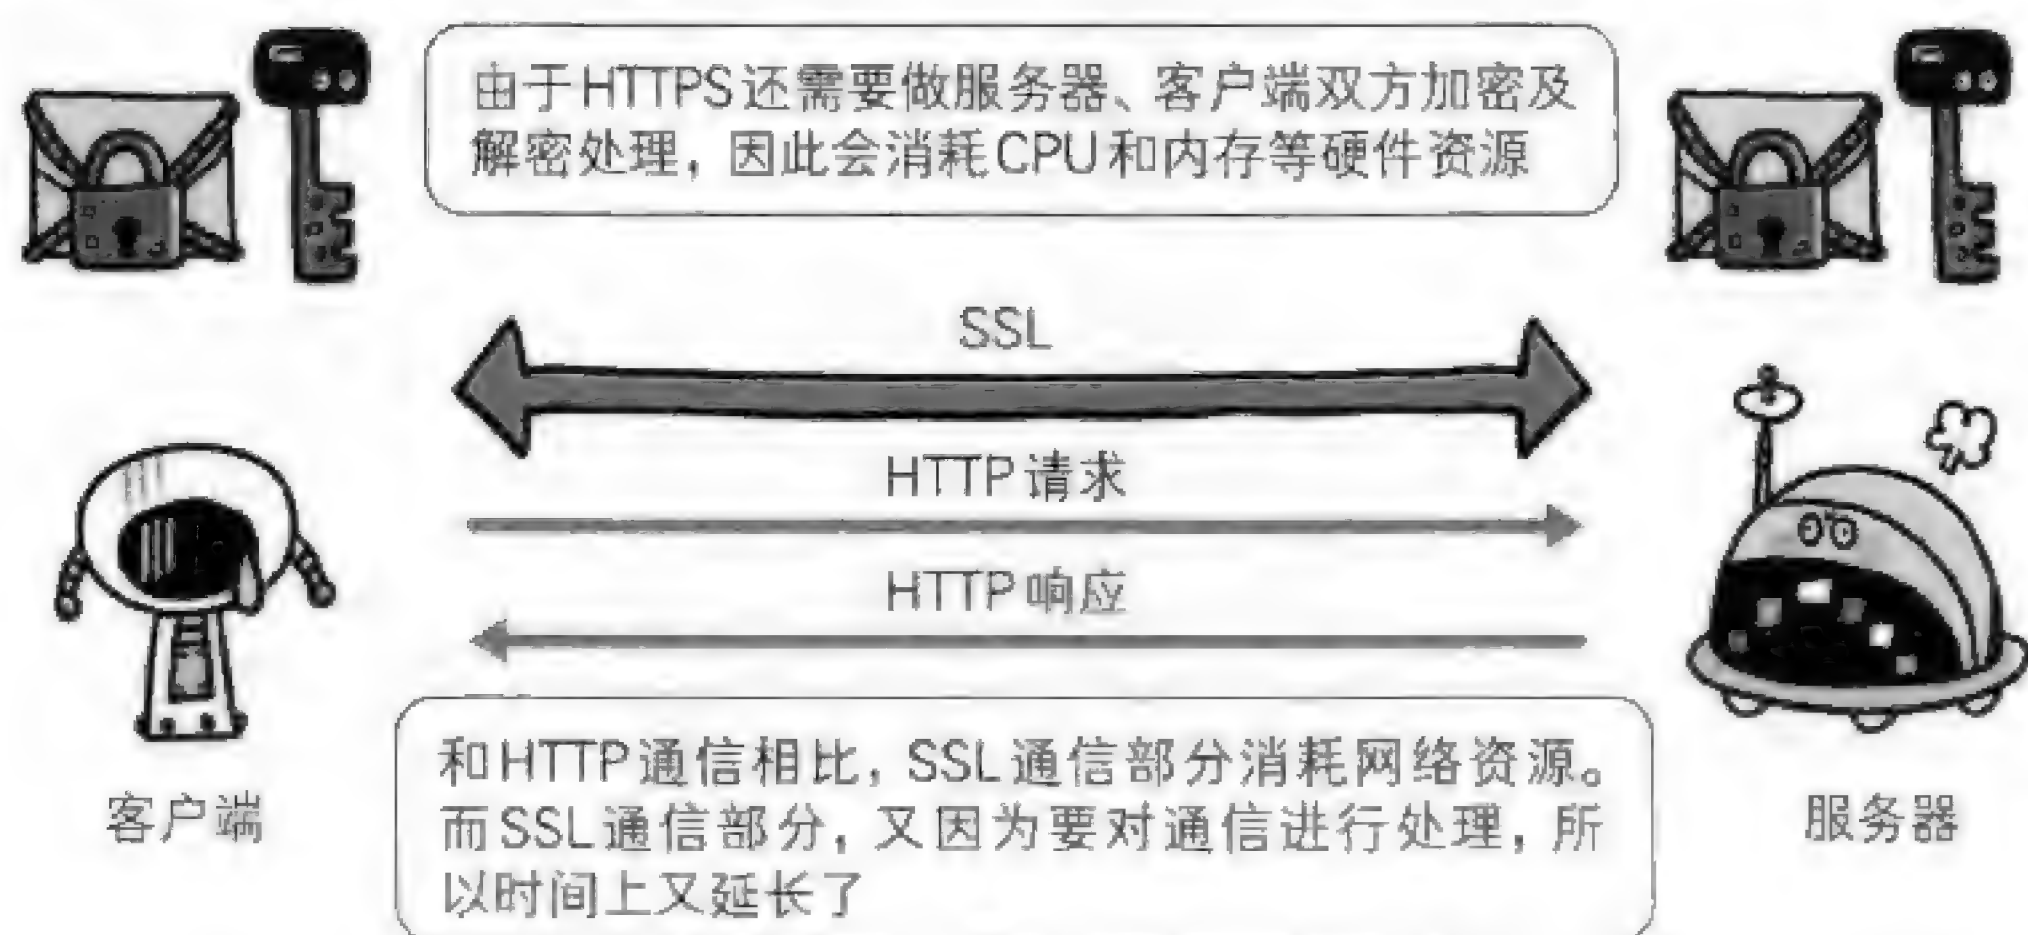 由于HTTPS还需要做服务器、客户端双方加密及
解密处理，因此会消耗CPU和内存等硬件资源
SSL
HTTP请求
HTTP响应
客户端
服务器
和HTTP通信相比，SSL通信部分消耗网络资源。
而SSL通信部分，又因为要对通信进行处理，所
以时间上又延长了